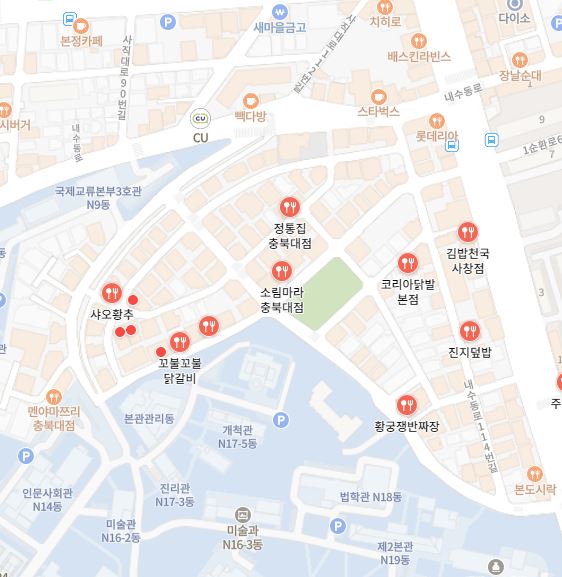 치히로
다이소
P
새마을금고
본정카페
사직대로90번길
배스킨라빈스
장남순대
내수동로
빽다방
스타벅스
CU
CU
롯데리아
9
7
내수동로
국제교류본부3호관
N9동
정통집
충북대점
김밥천국
사창점
소림마라
충북대점
코리아닭발
본점
3
샤오황추
진지덮밥
꼬불꼬불
닭갈비
멘야마쯔리
충북대점
본관관리동
황궁쟁반짜장
내수동로114번길
개척관
N17-5동
P
P
인문사회관
N14동
진리관
N17-3동
법학관 N18동
본도시락
미술관
N16-2동
미술과
N16-3동
P
제2본관
N19동